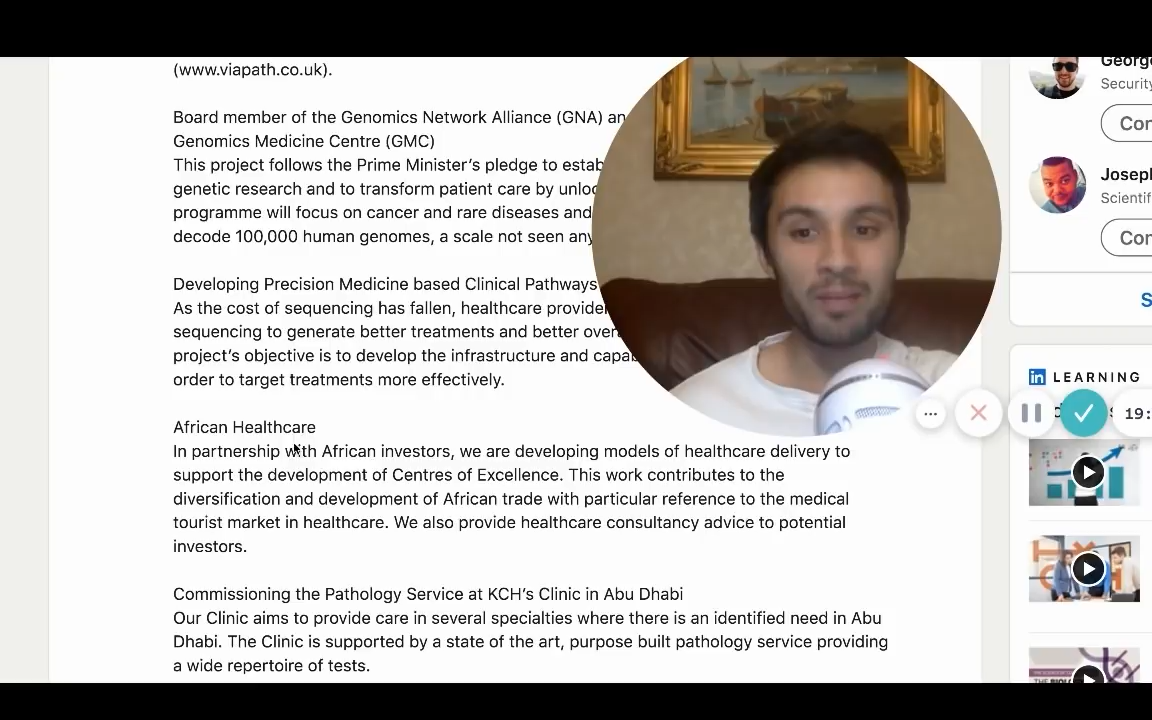 (www.viapath.co.uk).
Board member of the Genomics Network Alliance (GNA) an
Genomics Medicine Centre (GMC)
This project follows the Prime Minister's pledge to estab
genetic research and to transform patient care by unloc
programme will focus on cancer and rare diseases and
decode 100,000 human genomes, a scale not seen any
Developing Precision Medicine based Clinical Pathways
As the cost of sequencing has fallen, healthcare provider
sequencing to generate better treatments and better over
project's objective is to develop the infrastructure and capab
order to target treatments more effectively.
African Healthcare
In partnership with African investors, we are developing models of healthcare delivery to
support the development of Centres of Excellence. This work contributes to the
diversification and development of African trade with particular reference to the medical
tourist market in healthcare. We also provide healthcare consultancy advice to potential
investors.
Commissioning the Pathology Service at KCH's Clinic in Abu Dhabi
Our Clinic aims to provide care in several specialties where there is an identified need in Abu
Dhabi. The Clinic is supported by a state of the art, purpose built pathology service providing
a wide repertoire of tests.
George
Security
Con
Joseph
Scientif
Con
S
in LEARNING
19: